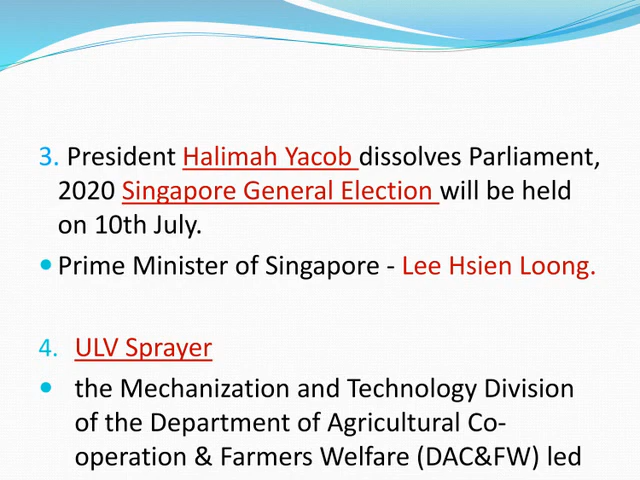 3. President Halimah Yacob dissolves Parliament,
2020 Singapore General Election will be held
on 10th July.
• Prime Minister of Singapore - Lee Hsien Loong.
4. ULV Sprayer
• the Mechanization and Technology Division
of the Department of Agricultural Co-
operation & Farmers Welfare (DAC&FW) led